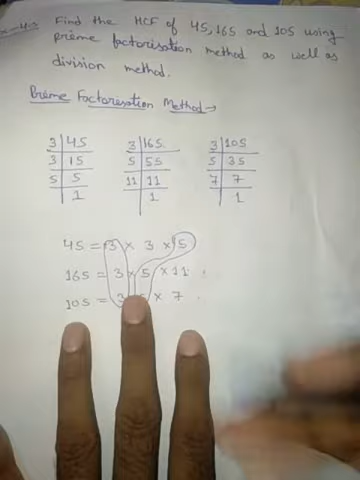 Find the HCF of 45, 165 and 105 using
prime factorisation method as well as
division method.
Prime Factorisation Method→
3 | 45
3 | 15
5 | 5
1
3 | 165
5 | 55
11 | 11
1
3 | 105
5 | 35
7 | 7
1
45 = 3 × 3 × 5
165 = 3 × 5 × 11
105 = 3 5 × 7